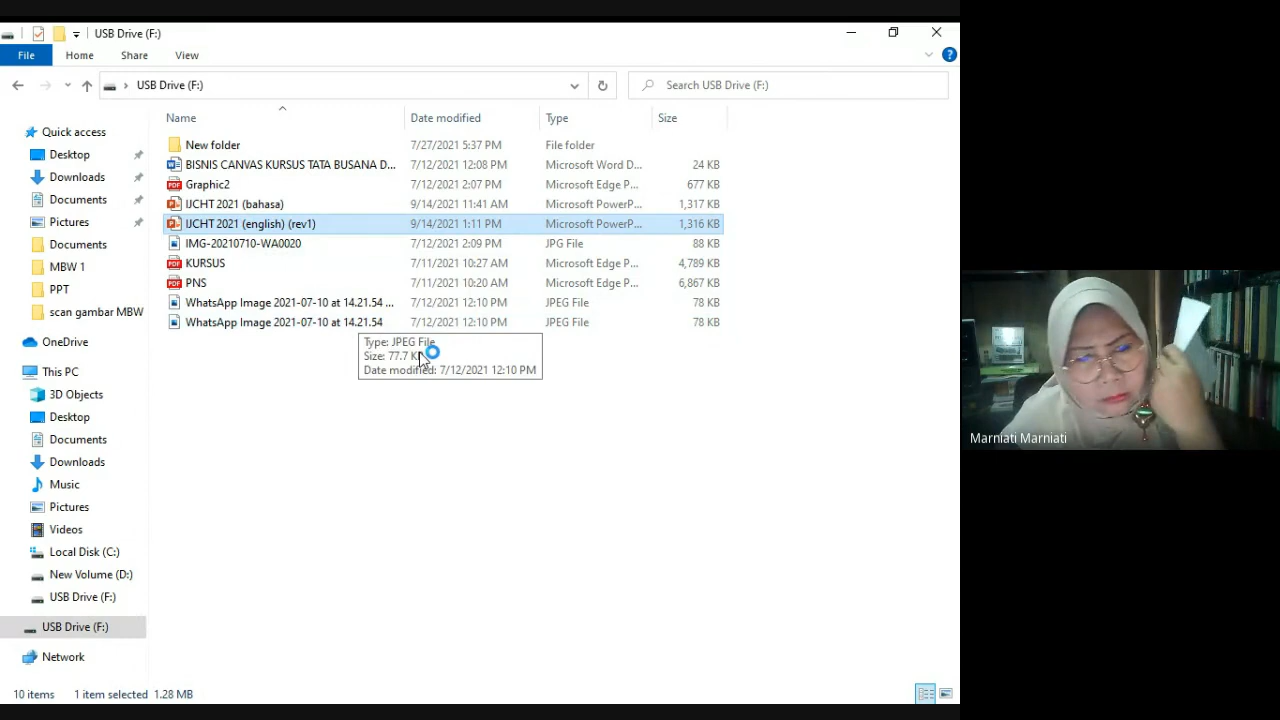 USB Drive (F:)
File Home Share View
USB Drive (F:) Search USB Drive (F:)
Name Date modified Type Size
Quick access
Desktop
Downloads
Documents
Pictures
Documents
MBW 1
PPT
scan gambar MBW
OneDrive
This PC
3D Objects
Desktop
Documents
Downloads
Music
Pictures
Videos
Local Disk (C:)
New Volume (D:)
USB Drive (F:)
USB Drive (F:)
Network
New folder 7/27/2021 5:37 PM File folder
BISNIS CANVAS KURSUS TATA BUSANA D... 7/12/2021 12:08 PM Microsoft Word D... 24 KB
Graphic2 7/12/2021 2:07 PM Microsoft Edge P... 677 KB
IJCHT 2021 (bahasa) 9/14/2021 11:41 AM Microsoft PowerP... 1,317 KB
IJCHT 2021 (english) (rev1) 9/14/2021 1:11 PM Microsoft PowerP... 1,316 KB
IMG-20210710-WA0020 7/12/2021 2:09 PM JPG File 88 KB
KURSUS 7/11/2021 10:27 AM Microsoft Edge P... 4,789 KB
PNS 7/11/2021 10:20 AM Microsoft Edge P... 6,867 KB
WhatsApp Image 2021-07-10 at 14.21.54 ... 7/12/2021 12:10 PM JPEG File 78 KB
WhatsApp Image 2021-07-10 at 14.21.54 7/12/2021 12:10 PM JPEG File 78 KB
Type: JPEG File
Size: 77.7
Date modified: 7/12/2021 12:10 PM
10 items 1 item selected 1.28 MB
Marniati Marniati